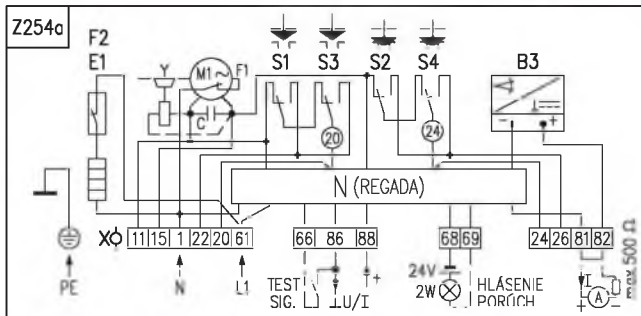 Z254a
F2
E1
Y
M1
F1
C
S1
S3
S2
S4
B3
20
24
- +
N (REGADA)
X
11 15 1 22 20 61
66 86 88
68 69
24 26 81 82
PE
N
L1
TEST
SIG.
U/I
+
24V
2W
HLÁSENIE
PORÚCH
I
+ A -
max.500 Ω